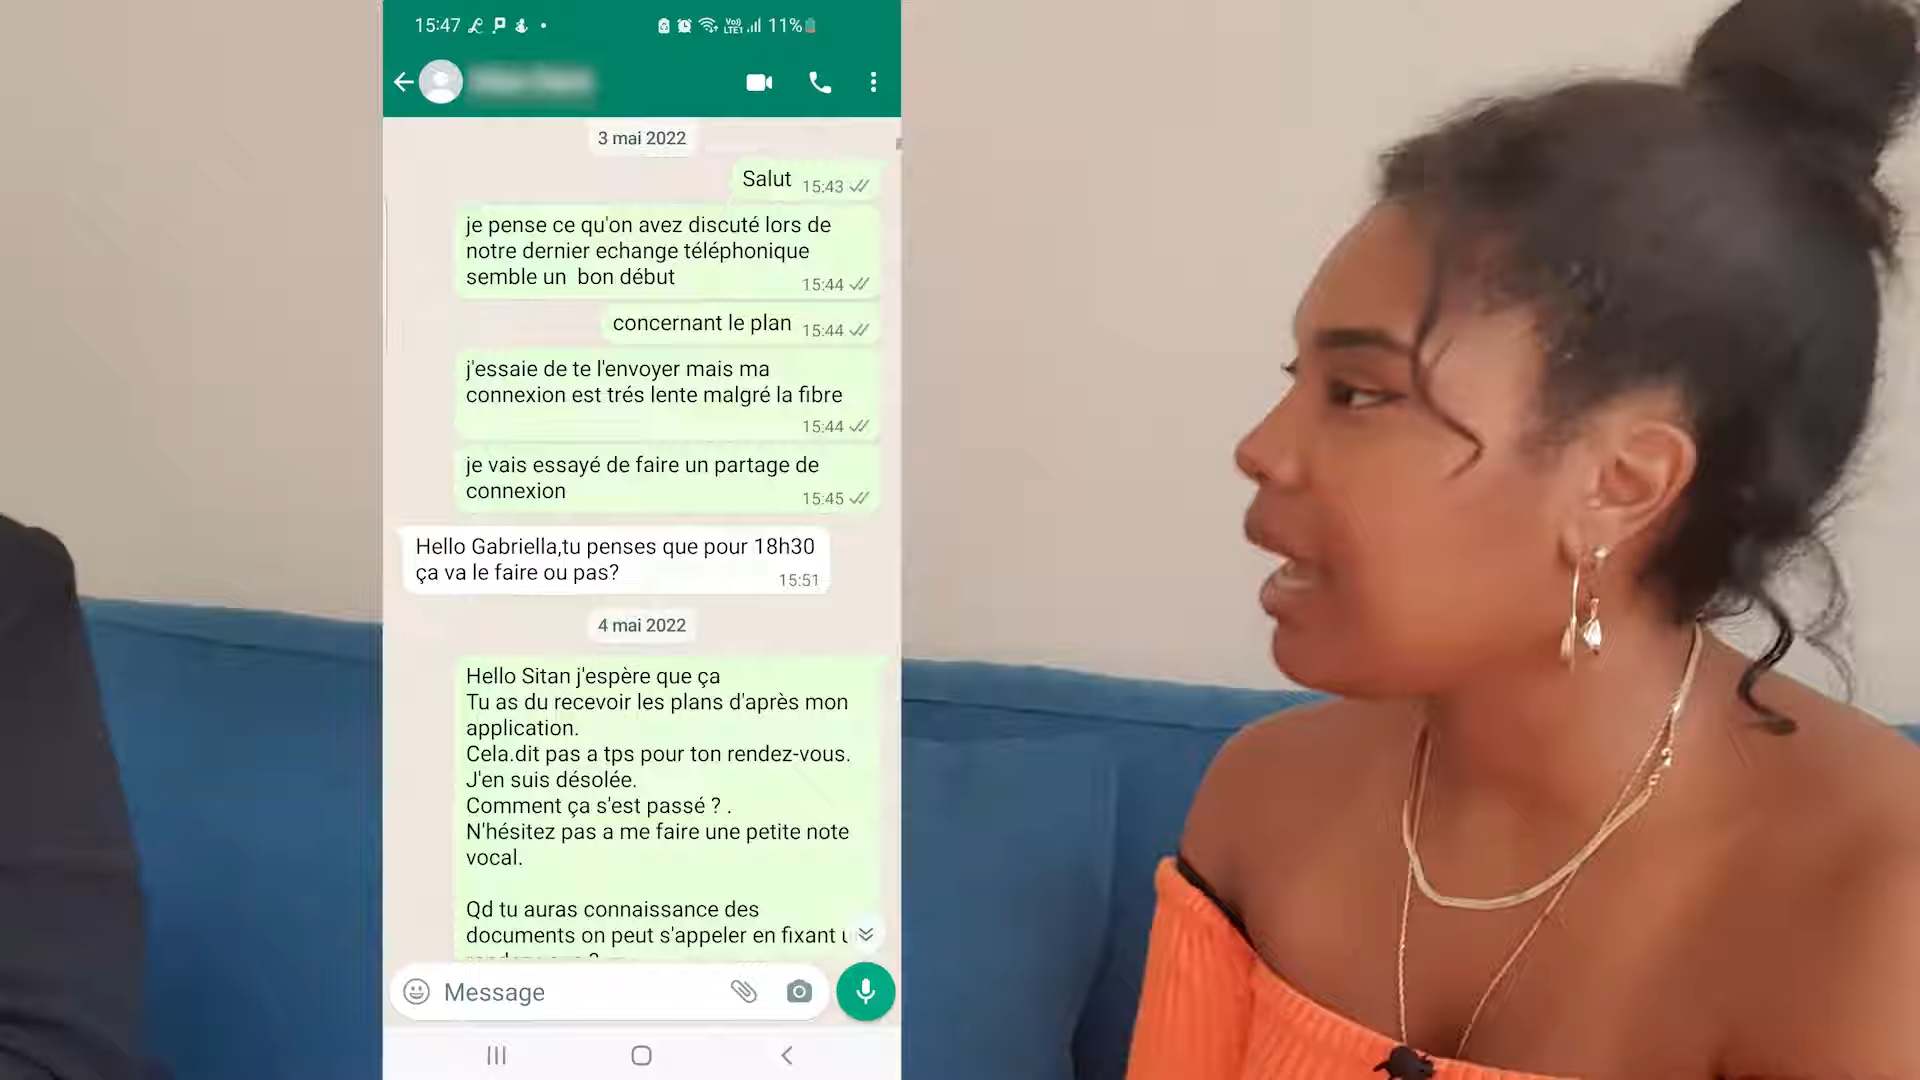 15:47
11%
3 mai 2022
Salut 15:43
je pense ce qu'on avez discuté lors de
notre dernier echange téléphonique
semble un bon début
15:44
concernant le plan 15:44
j'essaie de te l'envoyer mais ma
connexion est trés lente malgré la fibre
15:44
je vais essayé de faire un partage de
connexion
15:45
Hello Gabriella,tu penses que pour 18h30
ça va le faire ou pas?
15:51
4 mai 2022
Hello Sitan j'espère que ça
Tu as du recevoir les plans d'après mon
application.
Cela.dit pas a tps pour ton rendez-vous.
J'en suis désolée.
Comment ça s'est passé ? .
N'hésitez pas a me faire une petite note
vocal.
Qd tu auras connaissance des
documents on peut s'appeler en fixant
Message